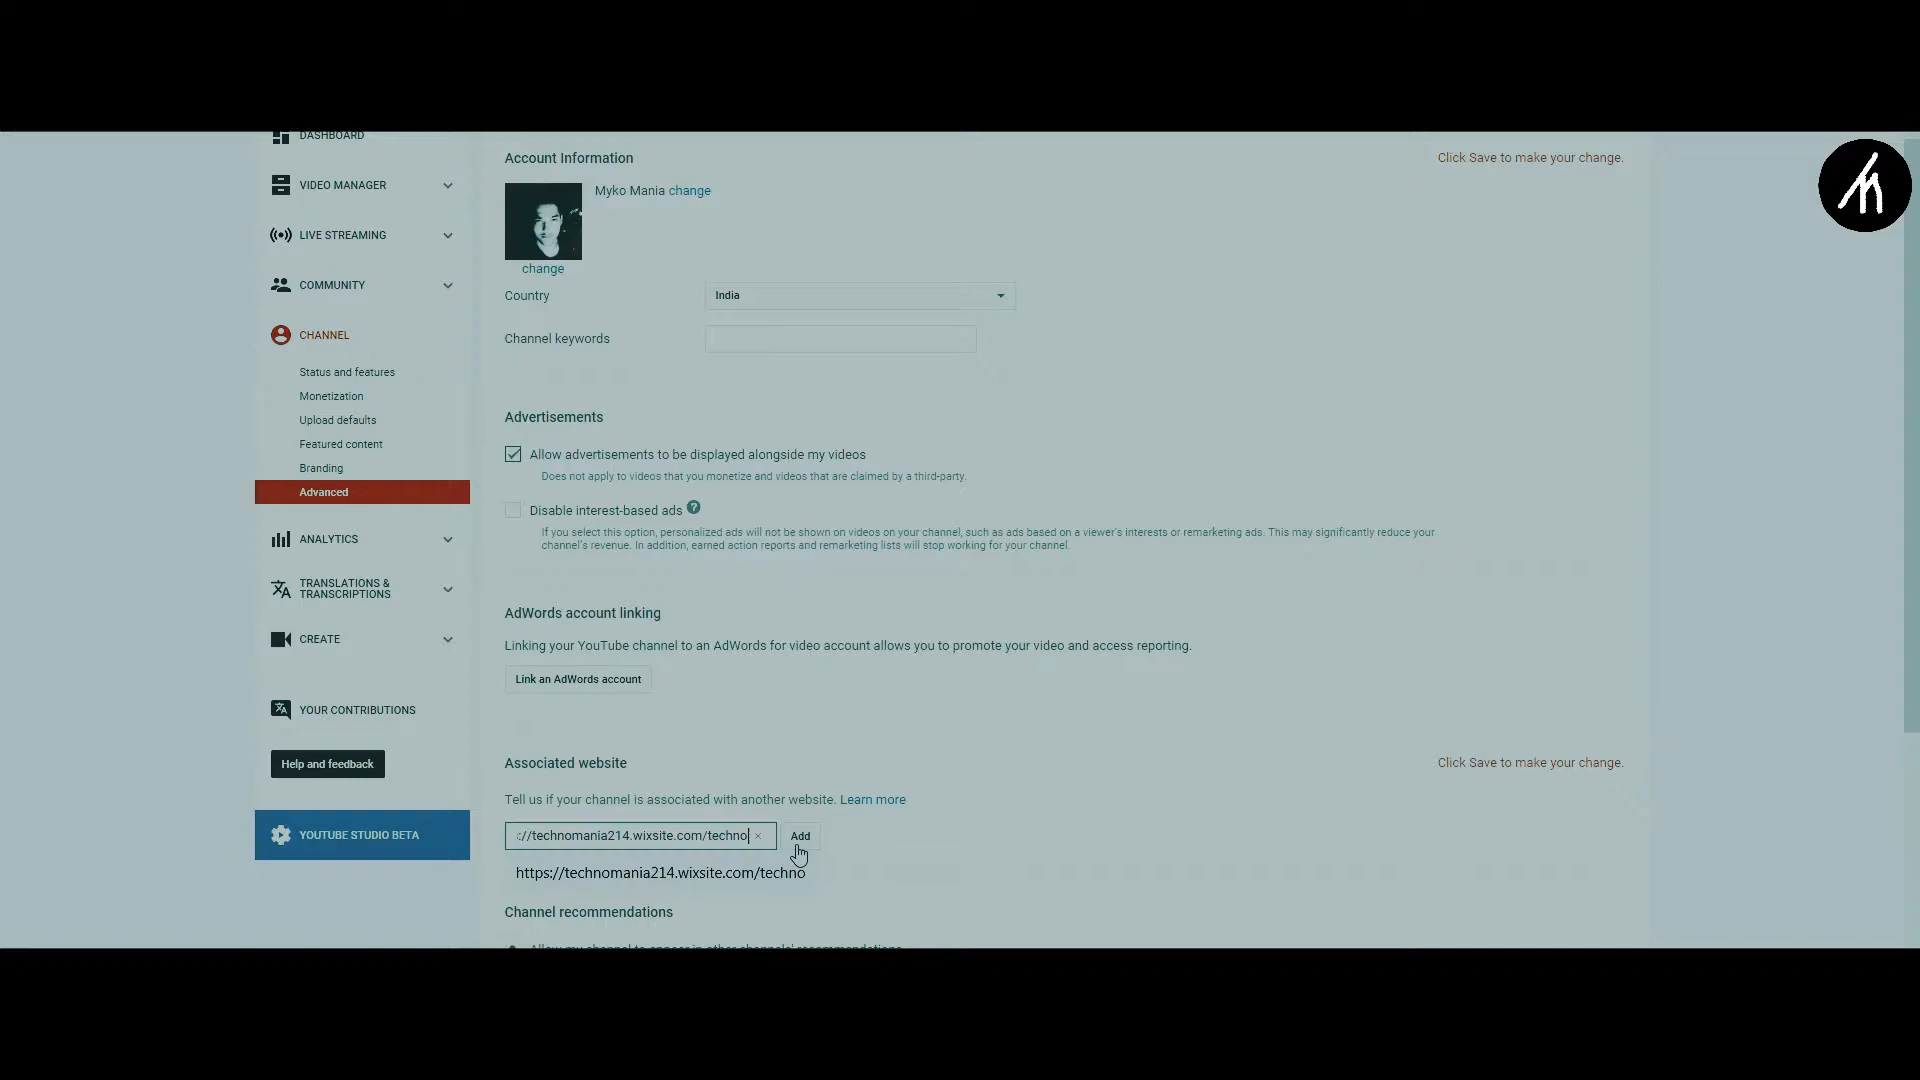 DASHBOARD
VIDEO MANAGER
LIVE STREAMING
COMMUNITY
CHANNEL
Status and features
Monetization
Upload defaults
Featured content
Branding
Advanced
ANALYTICS
TRANSLATIONS &
TRANSCRIPTIONS
CREATE
YOUR CONTRIBUTIONS
Help and feedback
YOUTUBE STUDIO BETA
Account Information
Click Save to make your change.
Myko Mania change
change
Country
India
Channel keywords
Advertisements
Allow advertisements to be displayed alongside my videos
Does not apply to videos that you monetize and videos that are claimed by a third-party.
Disable interest-based ads ?
If you select this option, personalized ads will not be shown on videos on your channel, such as ads based on a viewer's interests or remarketing ads. This may significantly reduce your
channel's revenue. In addition, earned action reports and remarketing lists will stop working for your channel.
AdWords account linking
Linking your YouTube channel to an AdWords for video account allows you to promote your video and access reporting.
Link an AdWords account
Associated website
Click Save to make your change.
Tell us if your channel is associated with another website. Learn more
://technomania214.wixsite.com/techno ×
Add
https://technomania214.wixsite.com/techno
Channel recommendations
Allow my channel to appear in other channels' recommendations